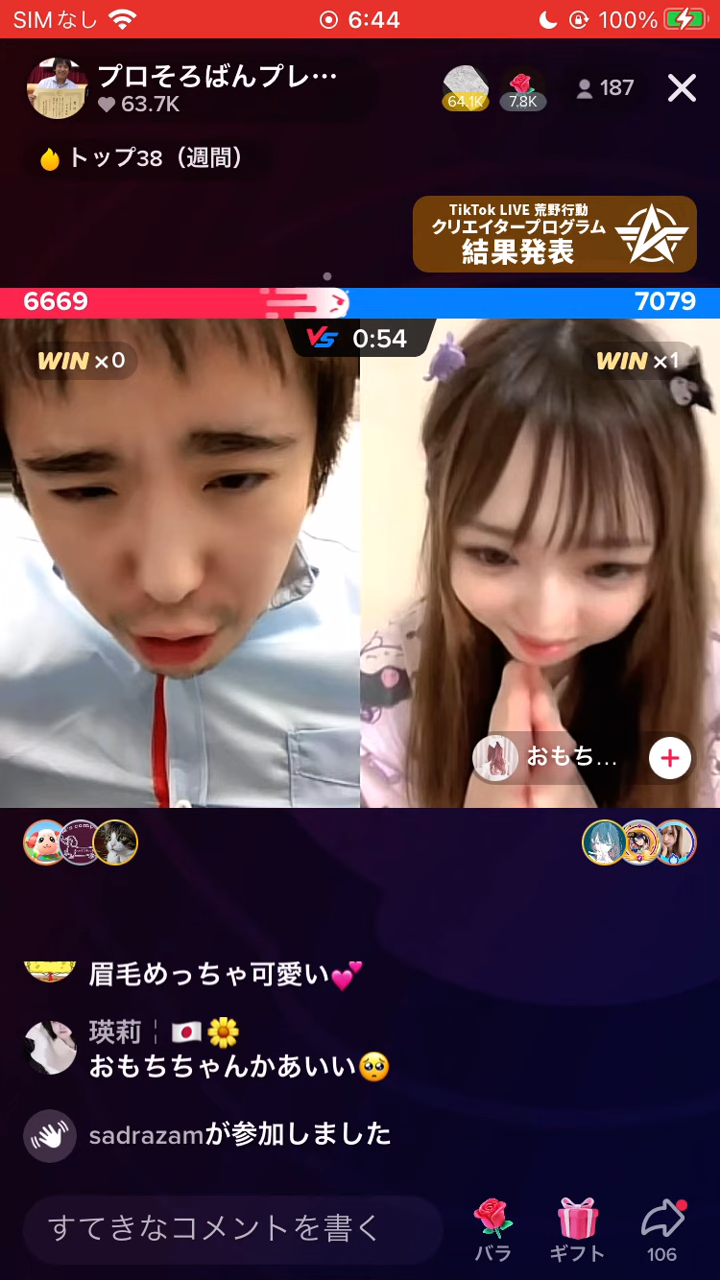 SIMなし
6:44
100%
プロそろばんプレ…
63.7K
64.1K
7.8K
187
トップ38（週間）
TikTok LIVE 荒野行動
クリエイタープログラム
結果発表
6669
7079
VS 0:54
WIN ×0
WIN ×1
おもち…
眉毛めっちゃ可愛い💕
瑛莉┆🇯🇵🌼
おもちちゃんかあいい🥺
sadrazamが参加しました
すてきなコメントを書く
バラ
ギフト
106